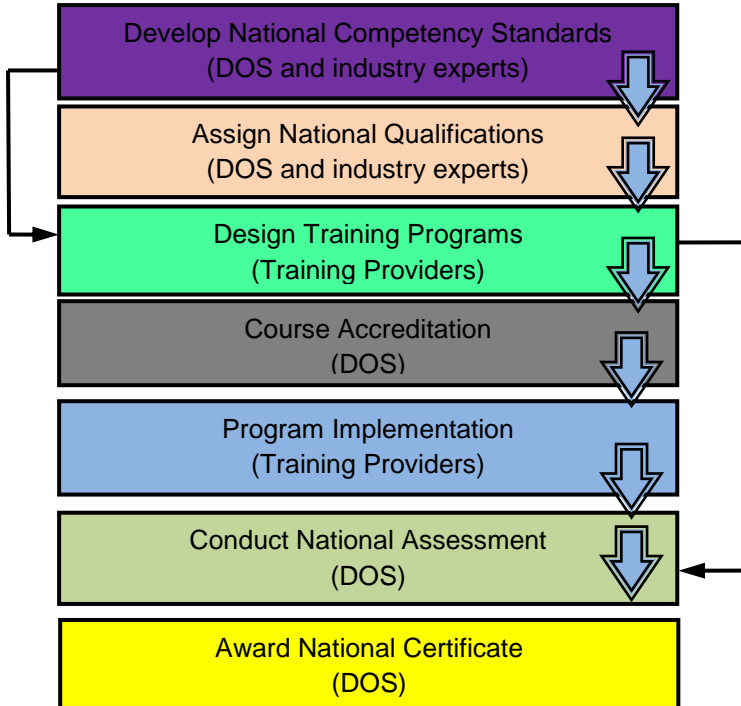 Develop National Competency Standards
(DOS and industry experts)
Assign National Qualifications
(DOS and industry experts)
Design Training Programs
(Training Providers)
Course Accreditation
(DOS)
Program Implementation
(Training Providers)
Conduct National Assessment
(DOS)
Award National Certificate
(DOS)